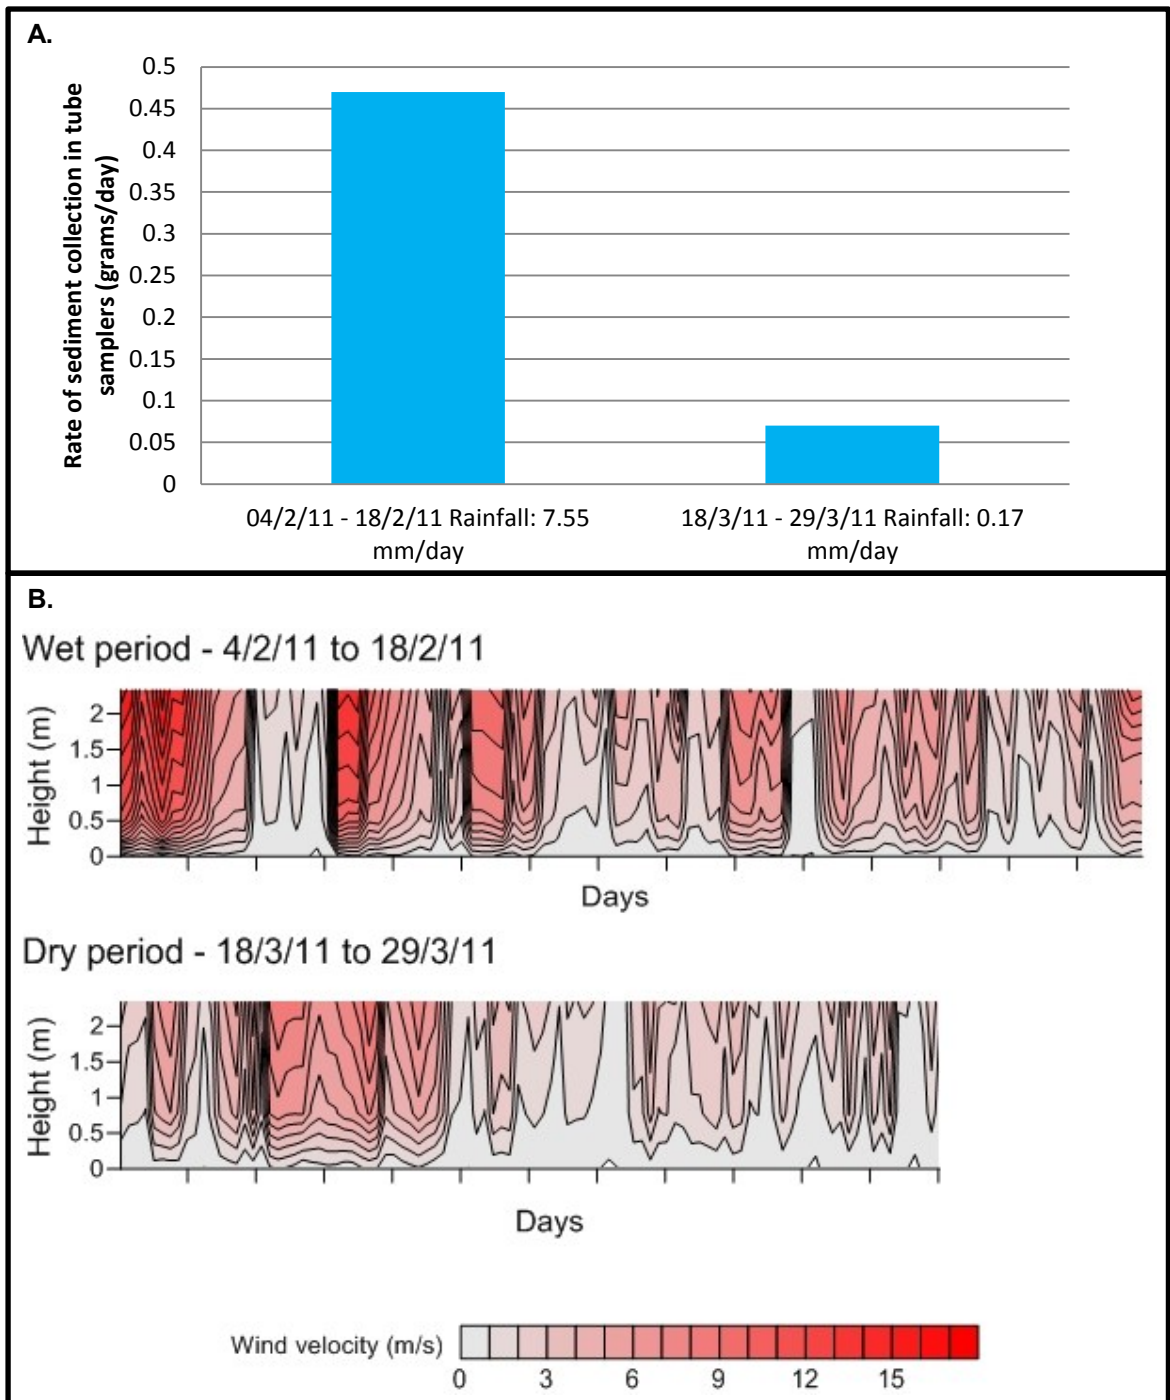 A.
Rate of sediment collection in tube
samplers (grams/day)
0.5
0.45
0.4
0.35
0.3
0.25
0.2
0.15
0.1
0.05
0
04/2/11 - 18/2/11 Rainfall: 7.55
mm/day
18/3/11 - 29/3/11 Rainfall: 0.17
mm/day
B.
Wet period - 4/2/11 to 18/2/11
Height (m)
2
1.5
1
0.5
0
Days
Dry period - 18/3/11 to 29/3/11
Height (m)
2
1.5
1
0.5
0
Days
Wind velocity (m/s)
0 3 6 9 12 15